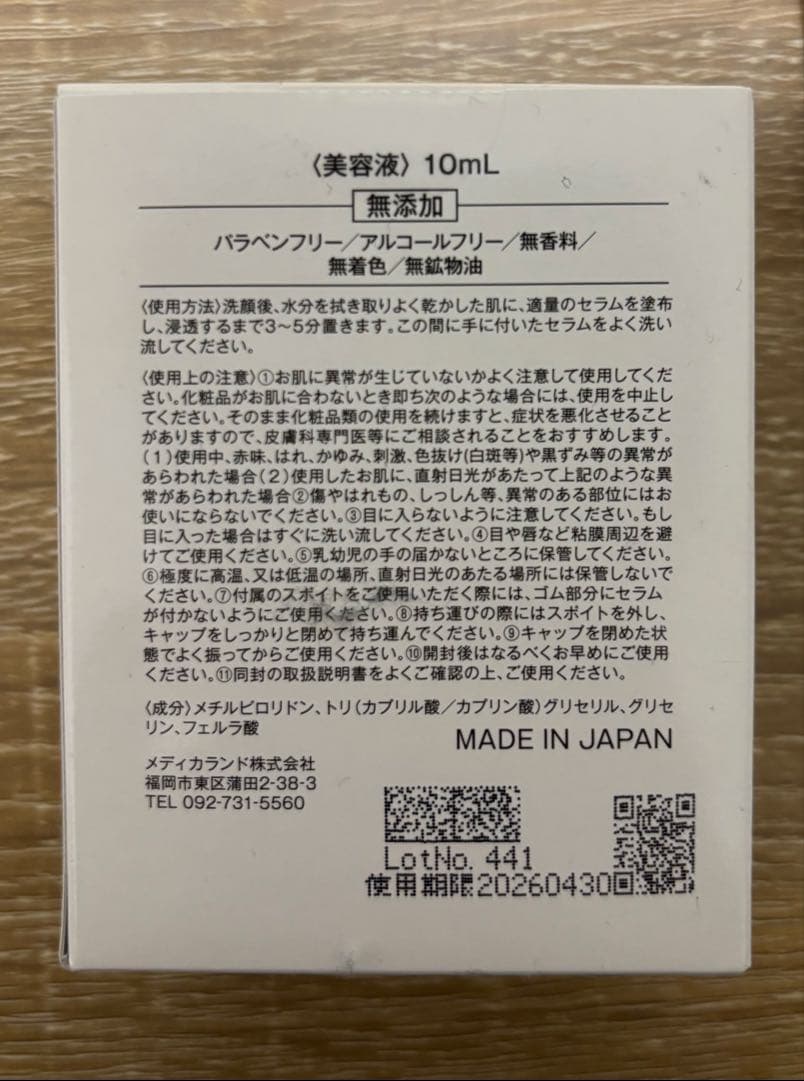 〈美容液〉10mL
無添加
パラベンフリー／アルコールフリー／無香料／
無着色／無鉱物油
〈使用方法〉洗顔後、水分を拭き取りよく乾かした肌に、適量のセラムを塗布
し、浸透するまで3〜5分置きます。この間に手に付いたセラムをよく洗い
流してください。
〈使用上の注意〉①お肌に異常が生じていないかよく注意して使用してくだ
さい。化粧品がお肌に合わないとき即ち次のような場合には、使用を中止し
てください。そのまま化粧品類の使用を続けますと、症状を悪化させること
がありますので、皮膚科専門医等にご相談されることをおすすめします。
（1）使用中、赤味、はれ、かゆみ、刺激、色抜け(白斑等)や黒ずみ等の異常
があらわれた場合（2）使用したお肌に、直射日光があたって上記のような異
常があらわれた場合②傷やはれもの、しっしん等、異常のある部位にはお
使いにならないでください。③目に入らないように注意してください。もし
目に入った場合はすぐに洗い流してください。④目や唇など粘膜周辺を避
けてご使用ください。⑤乳幼児の手の届かないところに保管してください。
⑥極度に高温、又は低温の場所、直射日光のあたる場所には保管しないで
ください。⑦付属のスポイトをご使用いただく際には、ゴム部分にセラム
が付かないようにご使用ください。⑧持ち運びの際にはスポイトを外し、
キャップをしっかりと閉めて持ち運んでください。⑨キャップを閉めた状
態でよく振ってからご使用ください。⑩開封後はなるべくお早めにご使用
ください。⑪同封の取扱説明書をよくご確認の上、ご使用ください。
〈成分〉メチルピロリドン、トリ（カプリル酸／カプリン酸）グリセリル、グリセ
リン、フェルラ酸
MADE IN JAPAN
メディカランド株式会社
福岡市東区蒲田2-38-3
TEL 092-731-5560
LotNo. 441
使用期限20260430